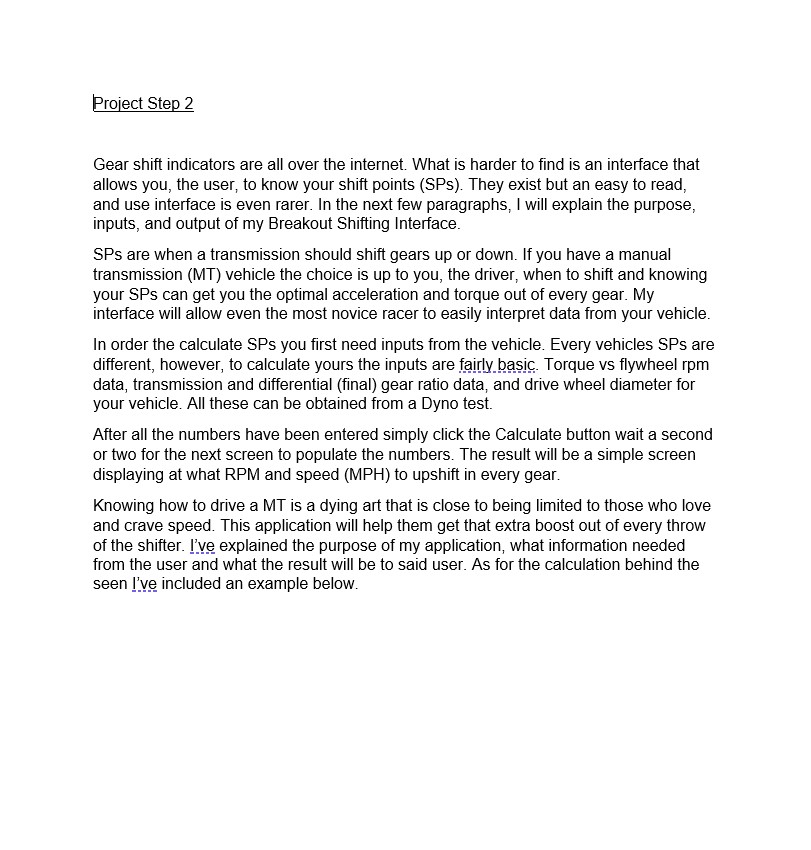 Project Step 2
Gear shift indicators are all over the internet. What is harder to find is an interface that
allows you, the user, to know your shift points (SPs). They exist but an easy to read,
and use interface is even rarer. In the next few paragraphs, I will explain the purpose,
inputs, and output of my Breakout Shifting Interface.
SPs are when a transmission should shift gears up or down. If you have a manual
transmission (MT) vehicle the choice is up to you, the driver, when to shift and knowing
your SPs can get you the optimal acceleration and torque out of every gear. My
interface will allow even the most novice racer to easily interpret data from your vehicle.
In order the calculate SPs you first need inputs from the vehicle. Every vehicles SPs are
different, however, to calculate yours the inputs are fairly basic. Torque vs flywheel rpm
data, transmission and differential (final) gear ratio data, and drive wheel diameter for
your vehicle. All these can be obtained from a Dyno test.
After all the numbers have been entered simply click the Calculate button wait a second
or two for the next screen to populate the numbers. The result will be a simple screen
displaying at what RPM and speed (MPH) to upshift in every gear.
Knowing how to drive a MT is a dying art that is close to being limited to those who love
and crave speed. This application will help them get that extra boost out of every throw
of the shifter. I've explained the purpose of my application, what information needed
from the user and what the result will be to said user. As for the calculation behind the
seen I've included an example below.